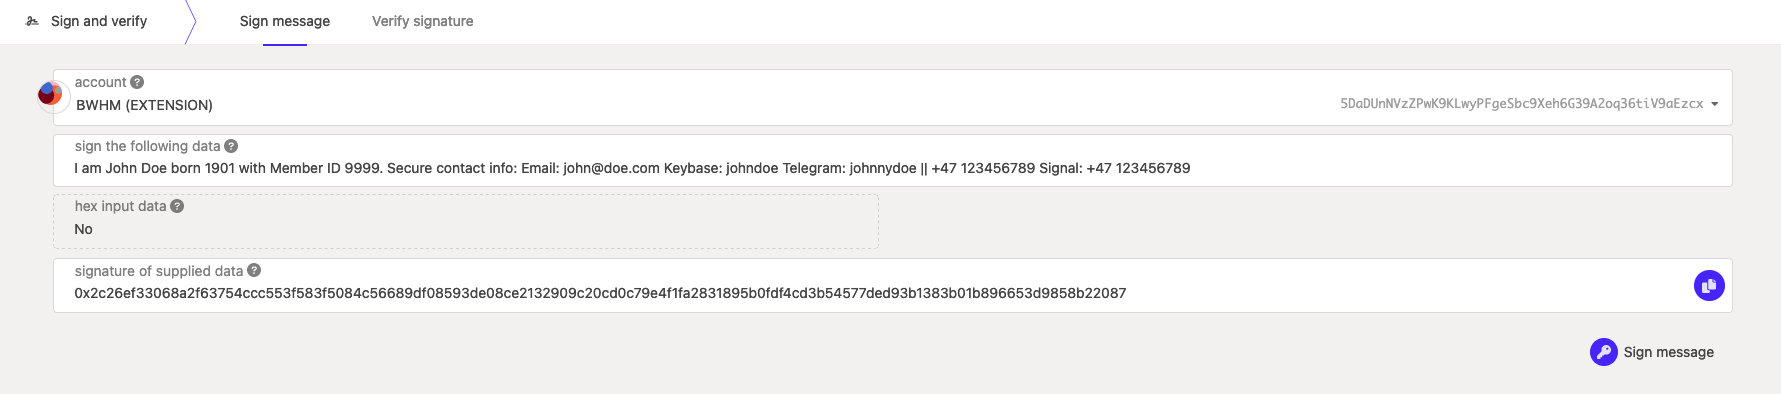 Sign and verify Sign message Verify signature
account
BWHM (EXTENSION) 5DaDUnNVzZPwK9KLwyPFgeSbc9Xeh6G39A2oq36tiV9aEzcx
sign the following data
I am John Doe born 1901 with Member ID 9999. Secure contact info: Email: john@doe.com Keybase: johndoe Telegram: johnnydoe || +47 123456789 Signal: +47 123456789
hex input data
No
signature of supplied data
0x2c26ef33068a2f63754ccc553f583f5084c56689df08593de08ce2132909c20cd0c79e4f1fa2831895b0fdf4cd3b54577ded93b1383b01b896653d9858b22087
Sign message